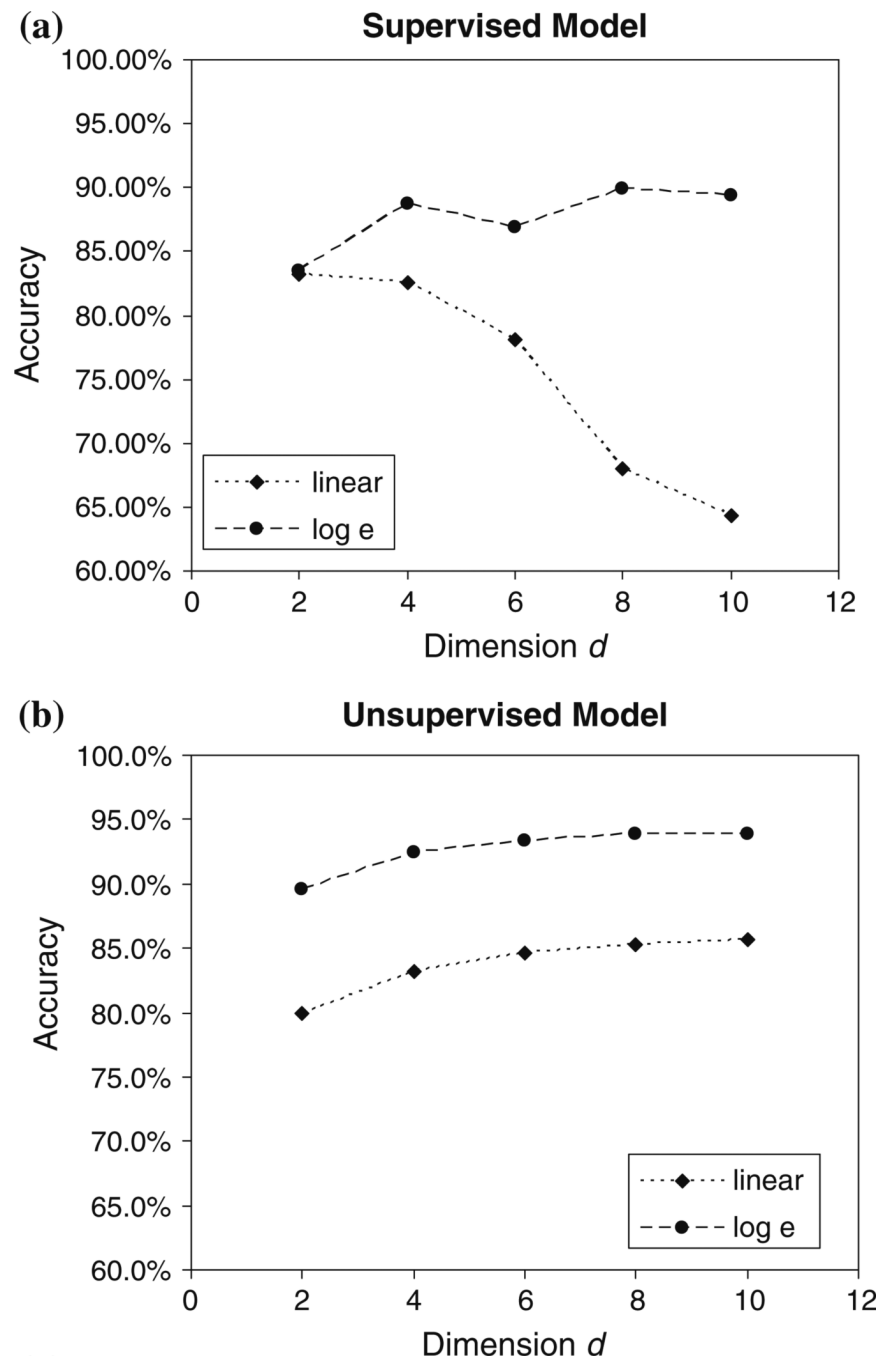 (a)
Supervised Model
100.00%
95.00%
90.00%
85.00%
80.00%
75.00%
70.00%
65.00%
60.00%
Accuracy
linear
log e
0 2 4 6 8 10 12
Dimension d
(b)
Unsupervised Model
100.0%
95.0%
90.0%
85.0%
80.0%
75.0%
70.0%
65.0%
60.0%
Accuracy
linear
log e
0 2 4 6 8 10 12
Dimension d